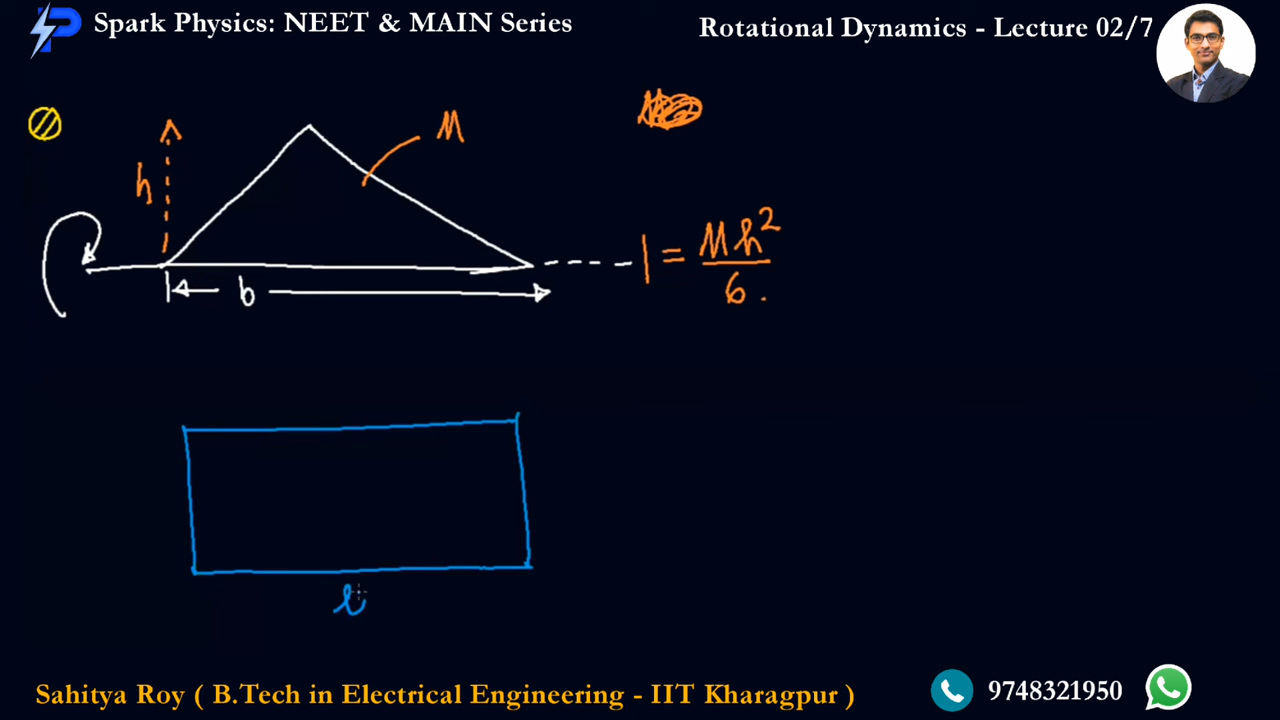 Spark Physics: NEET & MAIN Series
Rotational Dynamics - Lecture 02/7
h
M
I = Mh²/6.
b
l
Sahitya Roy ( B.Tech in Electrical Engineering - IIT Kharagpur )
9748321950